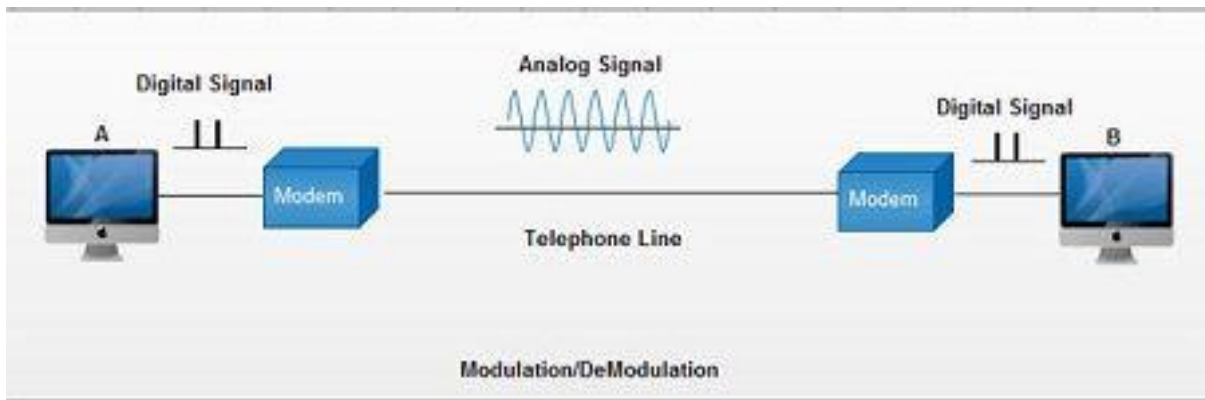 Analog Signal
Digital Signal
Digital Signal
A
B
Modem
Modem
Telephone Line
Modulation/DeModulation